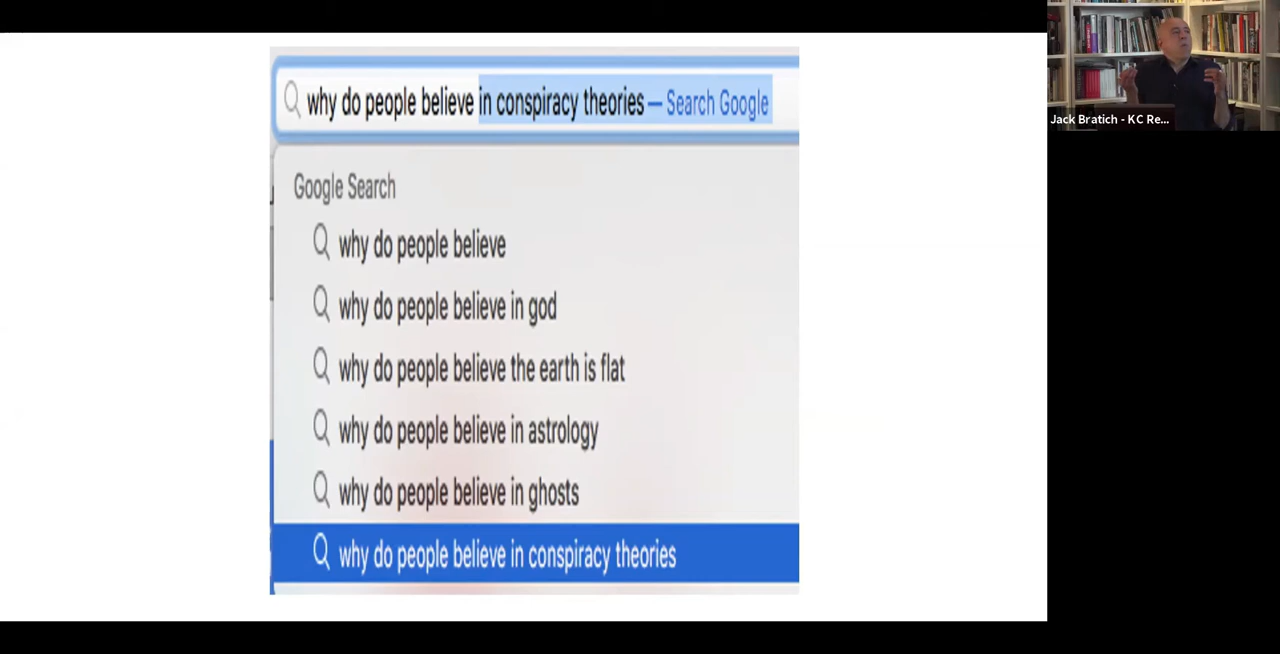 why do people believe in conspiracy theories — Search Google
Google Search
why do people believe
why do people believe in god
why do people believe the earth is flat
why do people believe in astrology
why do people believe in ghosts
why do people believe in conspiracy theories
Jack Bratich - KC Re...